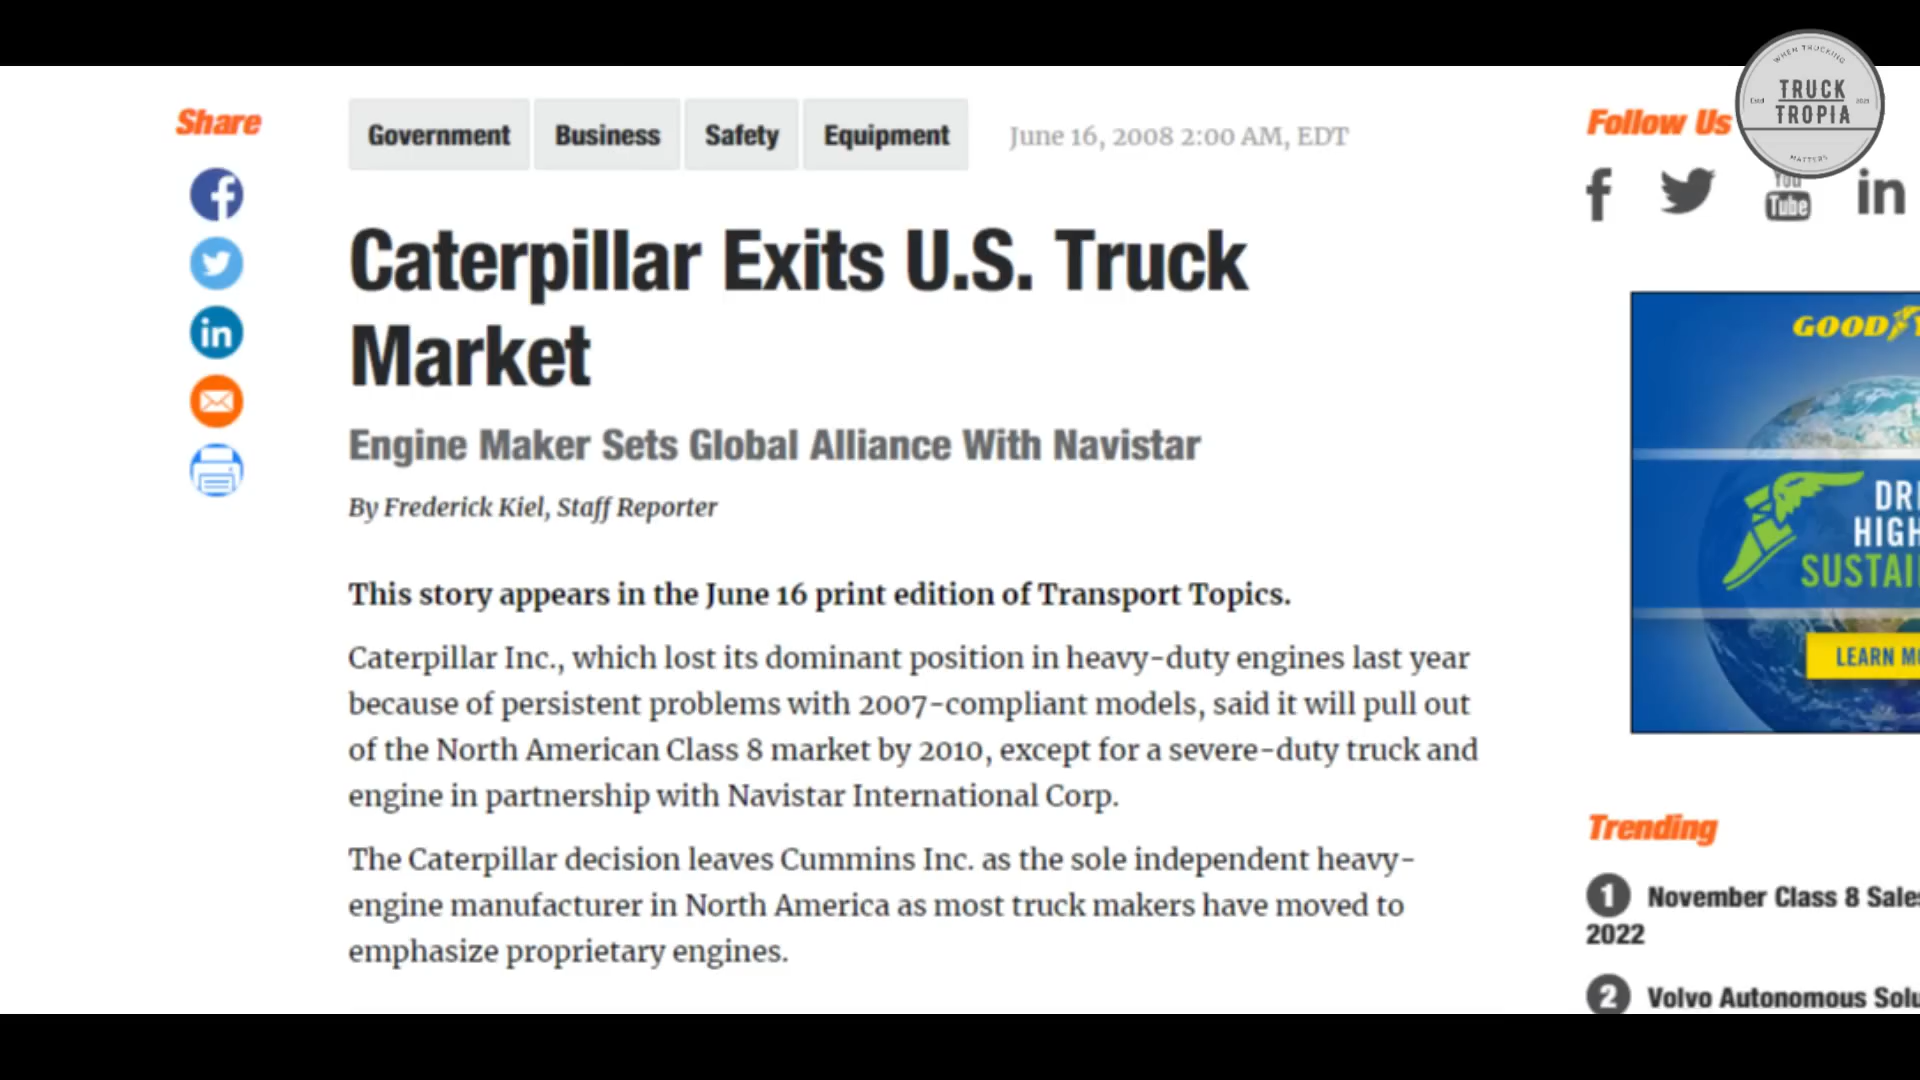 WHEN TRUCKING
Estd
TRUCK
TROPIA
MATTERS
Share
Government
Business
Safety
Equipment
June 16, 2008 2:00 AM, EDT
Follow Us
You
Tube
in
in
Caterpillar Exits U.S. Truck
Market
Engine Maker Sets Global Alliance With Navistar
By Frederick Kiel, Staff Reporter
This story appears in the June 16 print edition of Transport Topics.
Caterpillar Inc., which lost its dominant position in heavy-duty engines last year
because of persistent problems with 2007-compliant models, said it will pull out
of the North American Class 8 market by 2010, except for a severe-duty truck and
engine in partnership with Navistar International Corp.
The Caterpillar decision leaves Cummins Inc. as the sole independent heavy-
engine manufacturer in North America as most truck makers have moved to
emphasize proprietary engines.
GOOD
DRI
HIGH
SUSTAI
LEARN MO
Trending
1 November Class 8 Sales
2022
2 Volvo Autonomous Solu